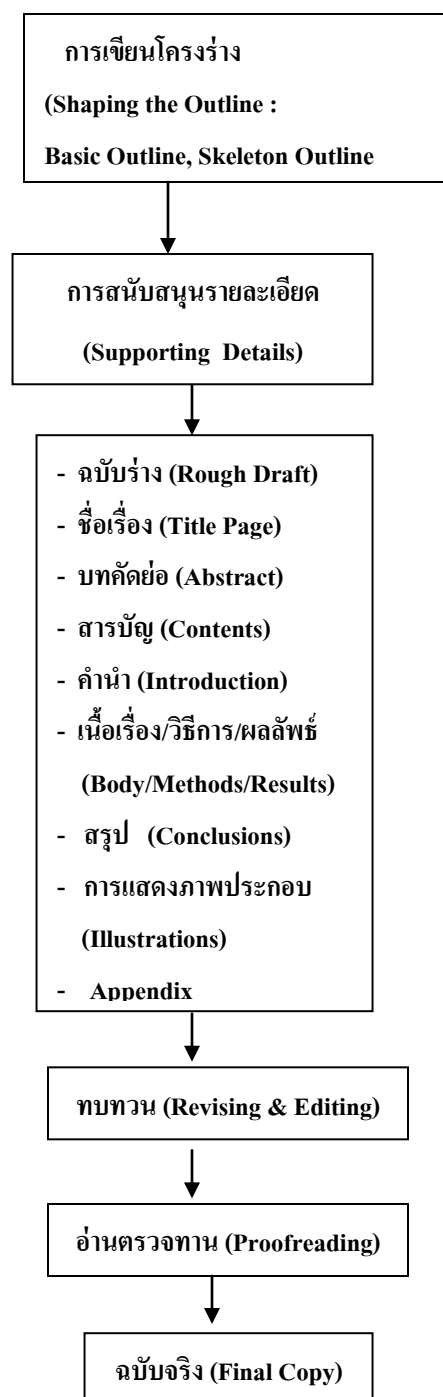 การเขียนโครงร่าง
(Shaping the Outline :
Basic Outline, Skeleton Outline
การสนับสนุนรายละเอียด
(Supporting Details)
- ฉบับร่าง (Rough Draft)
- ชื่อเรื่อง (Title Page)
- บทคัดย่อ (Abstract)
- สารบัญ (Contents)
- คำนำ (Introduction)
- เนื้อเรื่อง/วิธีการ/ผลลัพธ์
(Body/Methods/Results)
- สรุป (Conclusions)
- การแสดงภาพประกอบ
(Illustrations)
- Appendix
ทบทวน (Revising & Editing)
อ่านตรวจทาน (Proofreading)
ฉบับจริง (Final Copy)